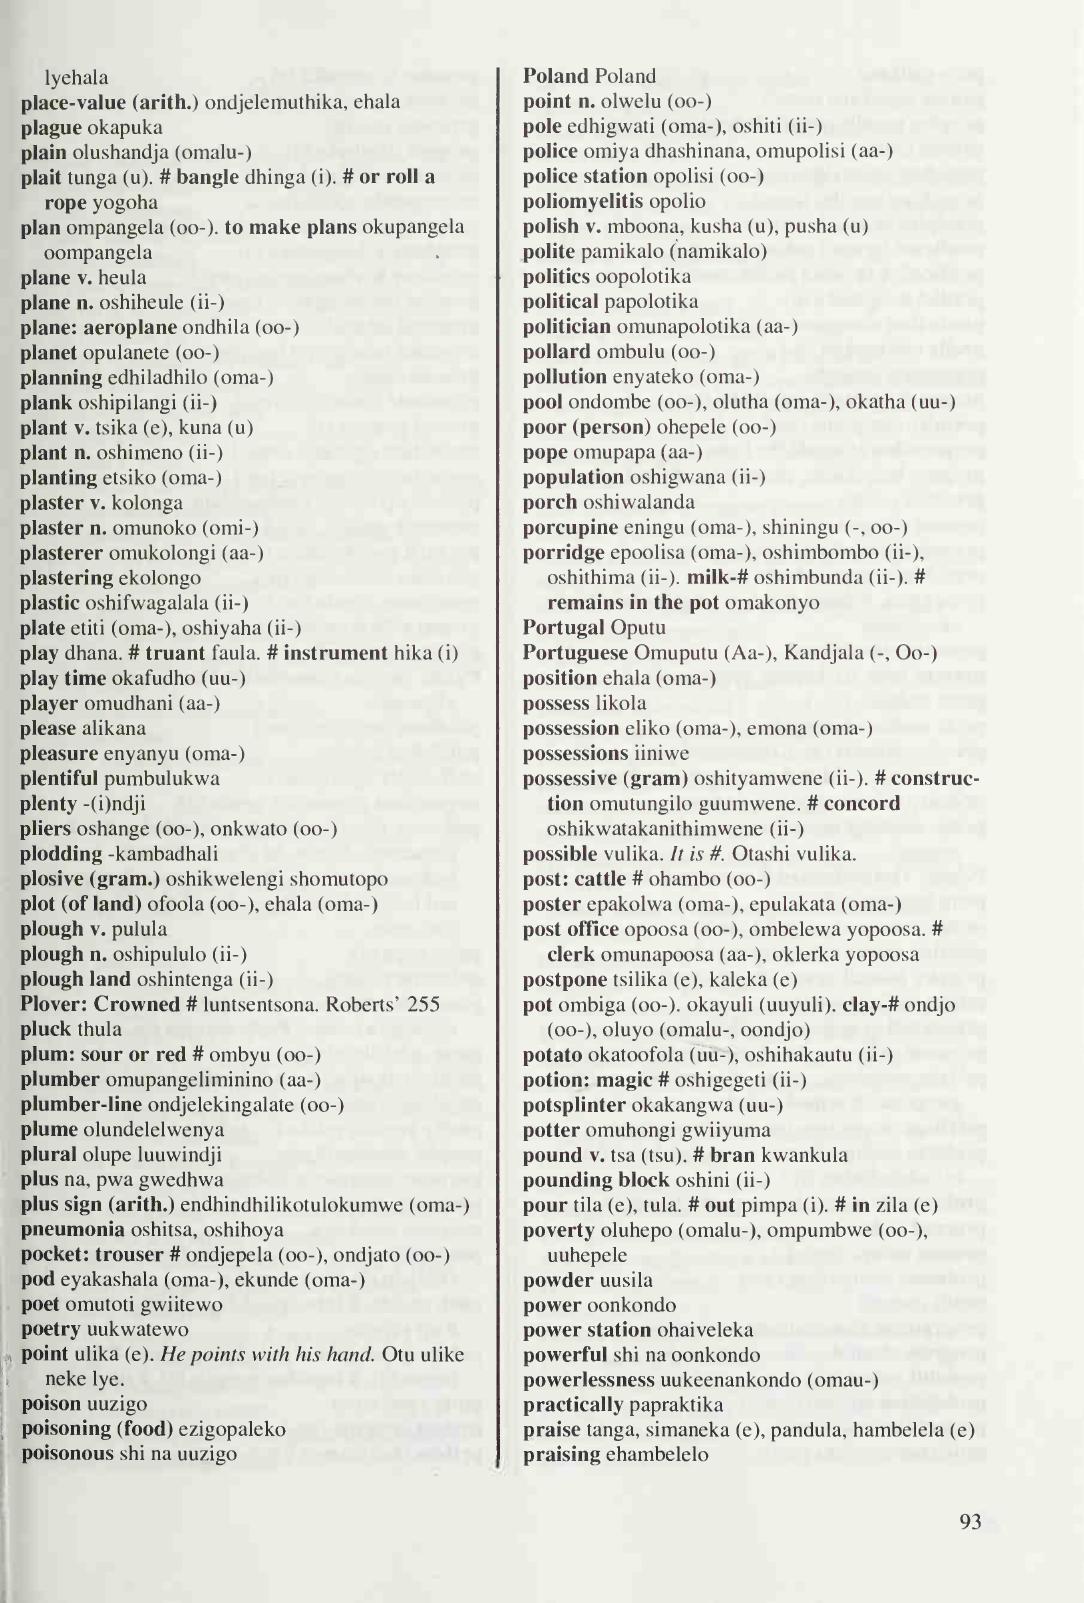 lyehala
place-value (arith.) ondjelemuthika, ehala
plague okapuka
plain olushandja (omalu-)
plait tunga (u). # bangle dhinga (i). # or roll a
rope yogoha
plan ompangela (oo-). to make plans okupangela
oompangela
plane v. heula
plane n. oshiheule (ii-)
plane: aeroplane ondhila (oo-)
planet opulanete (oo-)
planning edhiladhilo (oma-)
plank oshipilangi (ii-)
plant v. tsika (e), kuna (u)
plant n. oshimeno (ii-)
planting etsiko (oma-)
plaster v. kolonga
plaster n. omunoko (omi-)
plasterer omukolongi (aa-)
plastering ekolongo
plastic oshifwagalala (ii-)
plate etiti (oma-), oshiyaha (ii-)
play dhana. # truant faula. # instrument hika (i)
play time okafudho (uu-)
player omudhani (aa-)
please alikana
pleasure enyanyu (oma-)
plentiful pumbulukwa
plenty -(i)ndji
pliers oshange (oo-), onkwato (oo-)
plodding -kambadhali
plosive (gram.) oshikwelengi shomutopo
plot (of land) ofoola (oo-), ehala (oma-)
plough v. pulula
plough n. oshipululo (ii-)
plough land oshintenga (ii-)
Plover: Crowned # luntsentsona. Roberts' 255
pluck thula
plum: sour or red # ombyu (oo-)
plumber omupangeliminino (aa-)
plumber-line ondjelekingalate (oo-)
plume olundelelwenya
plural olupe luuwindji
plus na, pwa gwedhwa
plus sign (arith.) endhindhilikotulokumwe (oma-)
pneumonia oshitsa, oshihoya
pocket: trouser # ondjepela (oo-), ondjato (oo-)
pod eyakashala (oma-), ekunde (oma-)
poet omutoti gwiitewo
poetry uukwatewo
point ulika (e). He points with his hand. Otu ulike
neke lye.
poison uuzigo
poisoning (food) ezigopaleko
poisonous shi na uuzigo
Poland Poland
point n. olwelu (oo-)
pole edhigwati (oma-), oshiti (ii-)
police omiya dhashinana, omupolisi (aa-)
police station opolisi (oo-)
poliomyelitis opolio
polish v. mboona, kusha (u), pusha (u)
polite pamikalo (namikalo)
politics oopolotika
political papolotika
politician omunapolotika (aa-)
pollard ombulu (oo-)
pollution enyateko (oma-)
pool ondombe (oo-), olutha (oma-), okatha (uu-)
poor (person) ohepele (oo-)
pope omupapa (aa-)
population oshigwana (ii-)
porch oshiwalanda
porcupine eningu (oma-), shiningu (-, oo-)
porridge epoolisa (oma-), oshimbombo (ii-),
oshithima (ii-). milk-# oshimbunda (ii-). #
remains in the pot omakonyo
Portugal Oputu
Portuguese Omuputu (Aa-), Kandjala (-, Oo-)
position ehala (oma-)
possess likola
possession eliko (oma-), emona (oma-)
possessions iiniwe
possessive (gram) oshityamwene (ii-). # construc-
tion omutungilo guumwene. # concord
oshikwatakanithimwene (ii-)
possible vulika. It is #. Otashi vulika.
post: cattle # ohambo (oo-)
poster epakolwa (oma-), epulakata (oma-)
post office opoosa (oo-), ombelewa yopoosa. #
clerk omunapoosa (aa-), oklerka yopoosa
postpone tsilika (e), kaleka (e)
pot ombiga (oo-). okayuli (uuyuli). clay-# ondjo
(oo-), oluyo (omalu-, oondjo)
potato okatoofola (uu-), oshihakautu (ii-)
potion: magic # oshigegeti (ii-)
potsplinter okakangwa (uu-)
potter omuhongi gwiiyuma
pound v. tsa (tsu). # bran kwankula
pounding block oshini (ii-)
pour tila (e), tula. # out pimpa (i). # in zila (e)
poverty oluhepo (omalu-), ompumbwe (oo-),
uuhepele
powder uusila
power oonkondo
power station ohaiveleka
powerful shi na oonkondo
powerlessness uukeenankondo (omau-)
practically papraktika
praise tanga, simaneka (e), pandula, hambelela (e)
praising ehambelelo
93